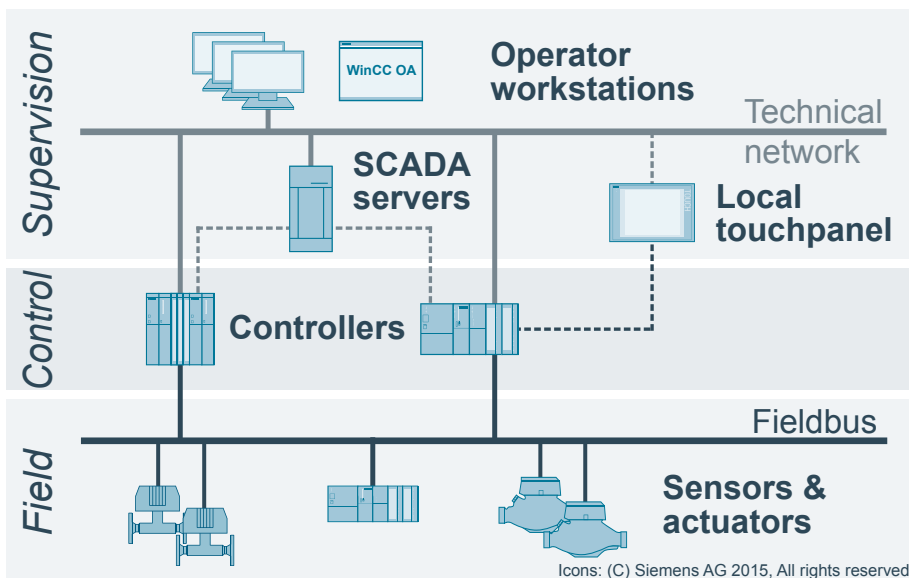 Supervision
WinCC OA
Operator
workstations
Technical
network
SCADA
servers
Local
touchpanel
Control
Controllers
Field
Fieldbus
Sensors &
actuators
Icons: (C) Siemens AG 2015, All rights reserved